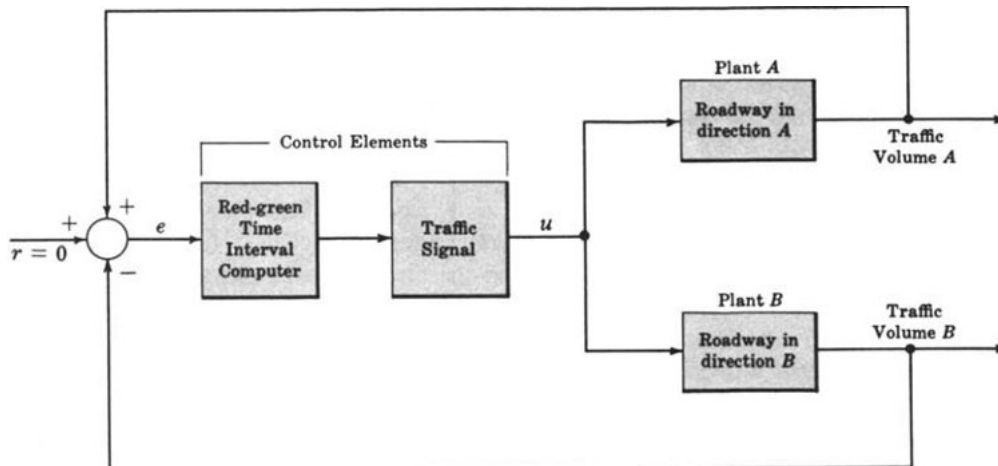 Plant A
Roadway in
direction A
Traffic
Volume A
Control Elements
Red-green
Time
Interval
Computer
Traffic
Signal
+
+
e
u
r = 0
−
Plant B
Roadway in
direction B
Traffic
Volume B